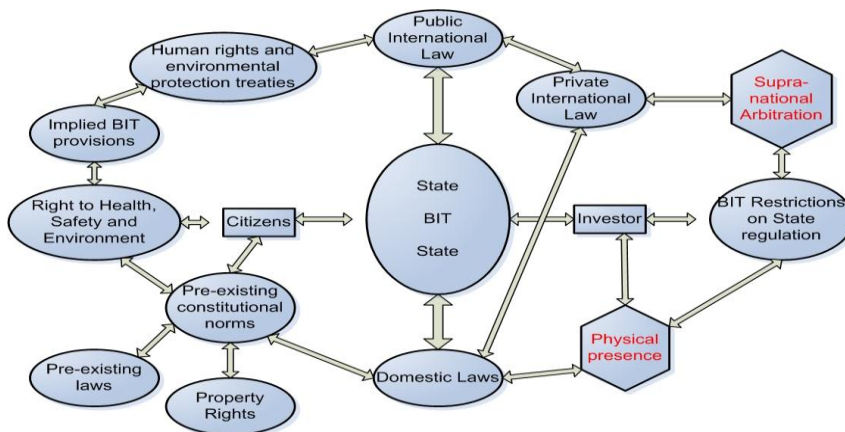 Public
International
Law
Human rights and
environmental
protection treaties
Private
International
Law
Supra-
national
Arbitration
Implied BIT
provisions
State
BIT
State
Right to Health,
Safety and
Environment
Citizens
Investor
BIT Restrictions
on State
regulation
Pre-existing
constitutional
norms
Physical
presence
Pre-existing
laws
Property
Rights
Domestic Laws